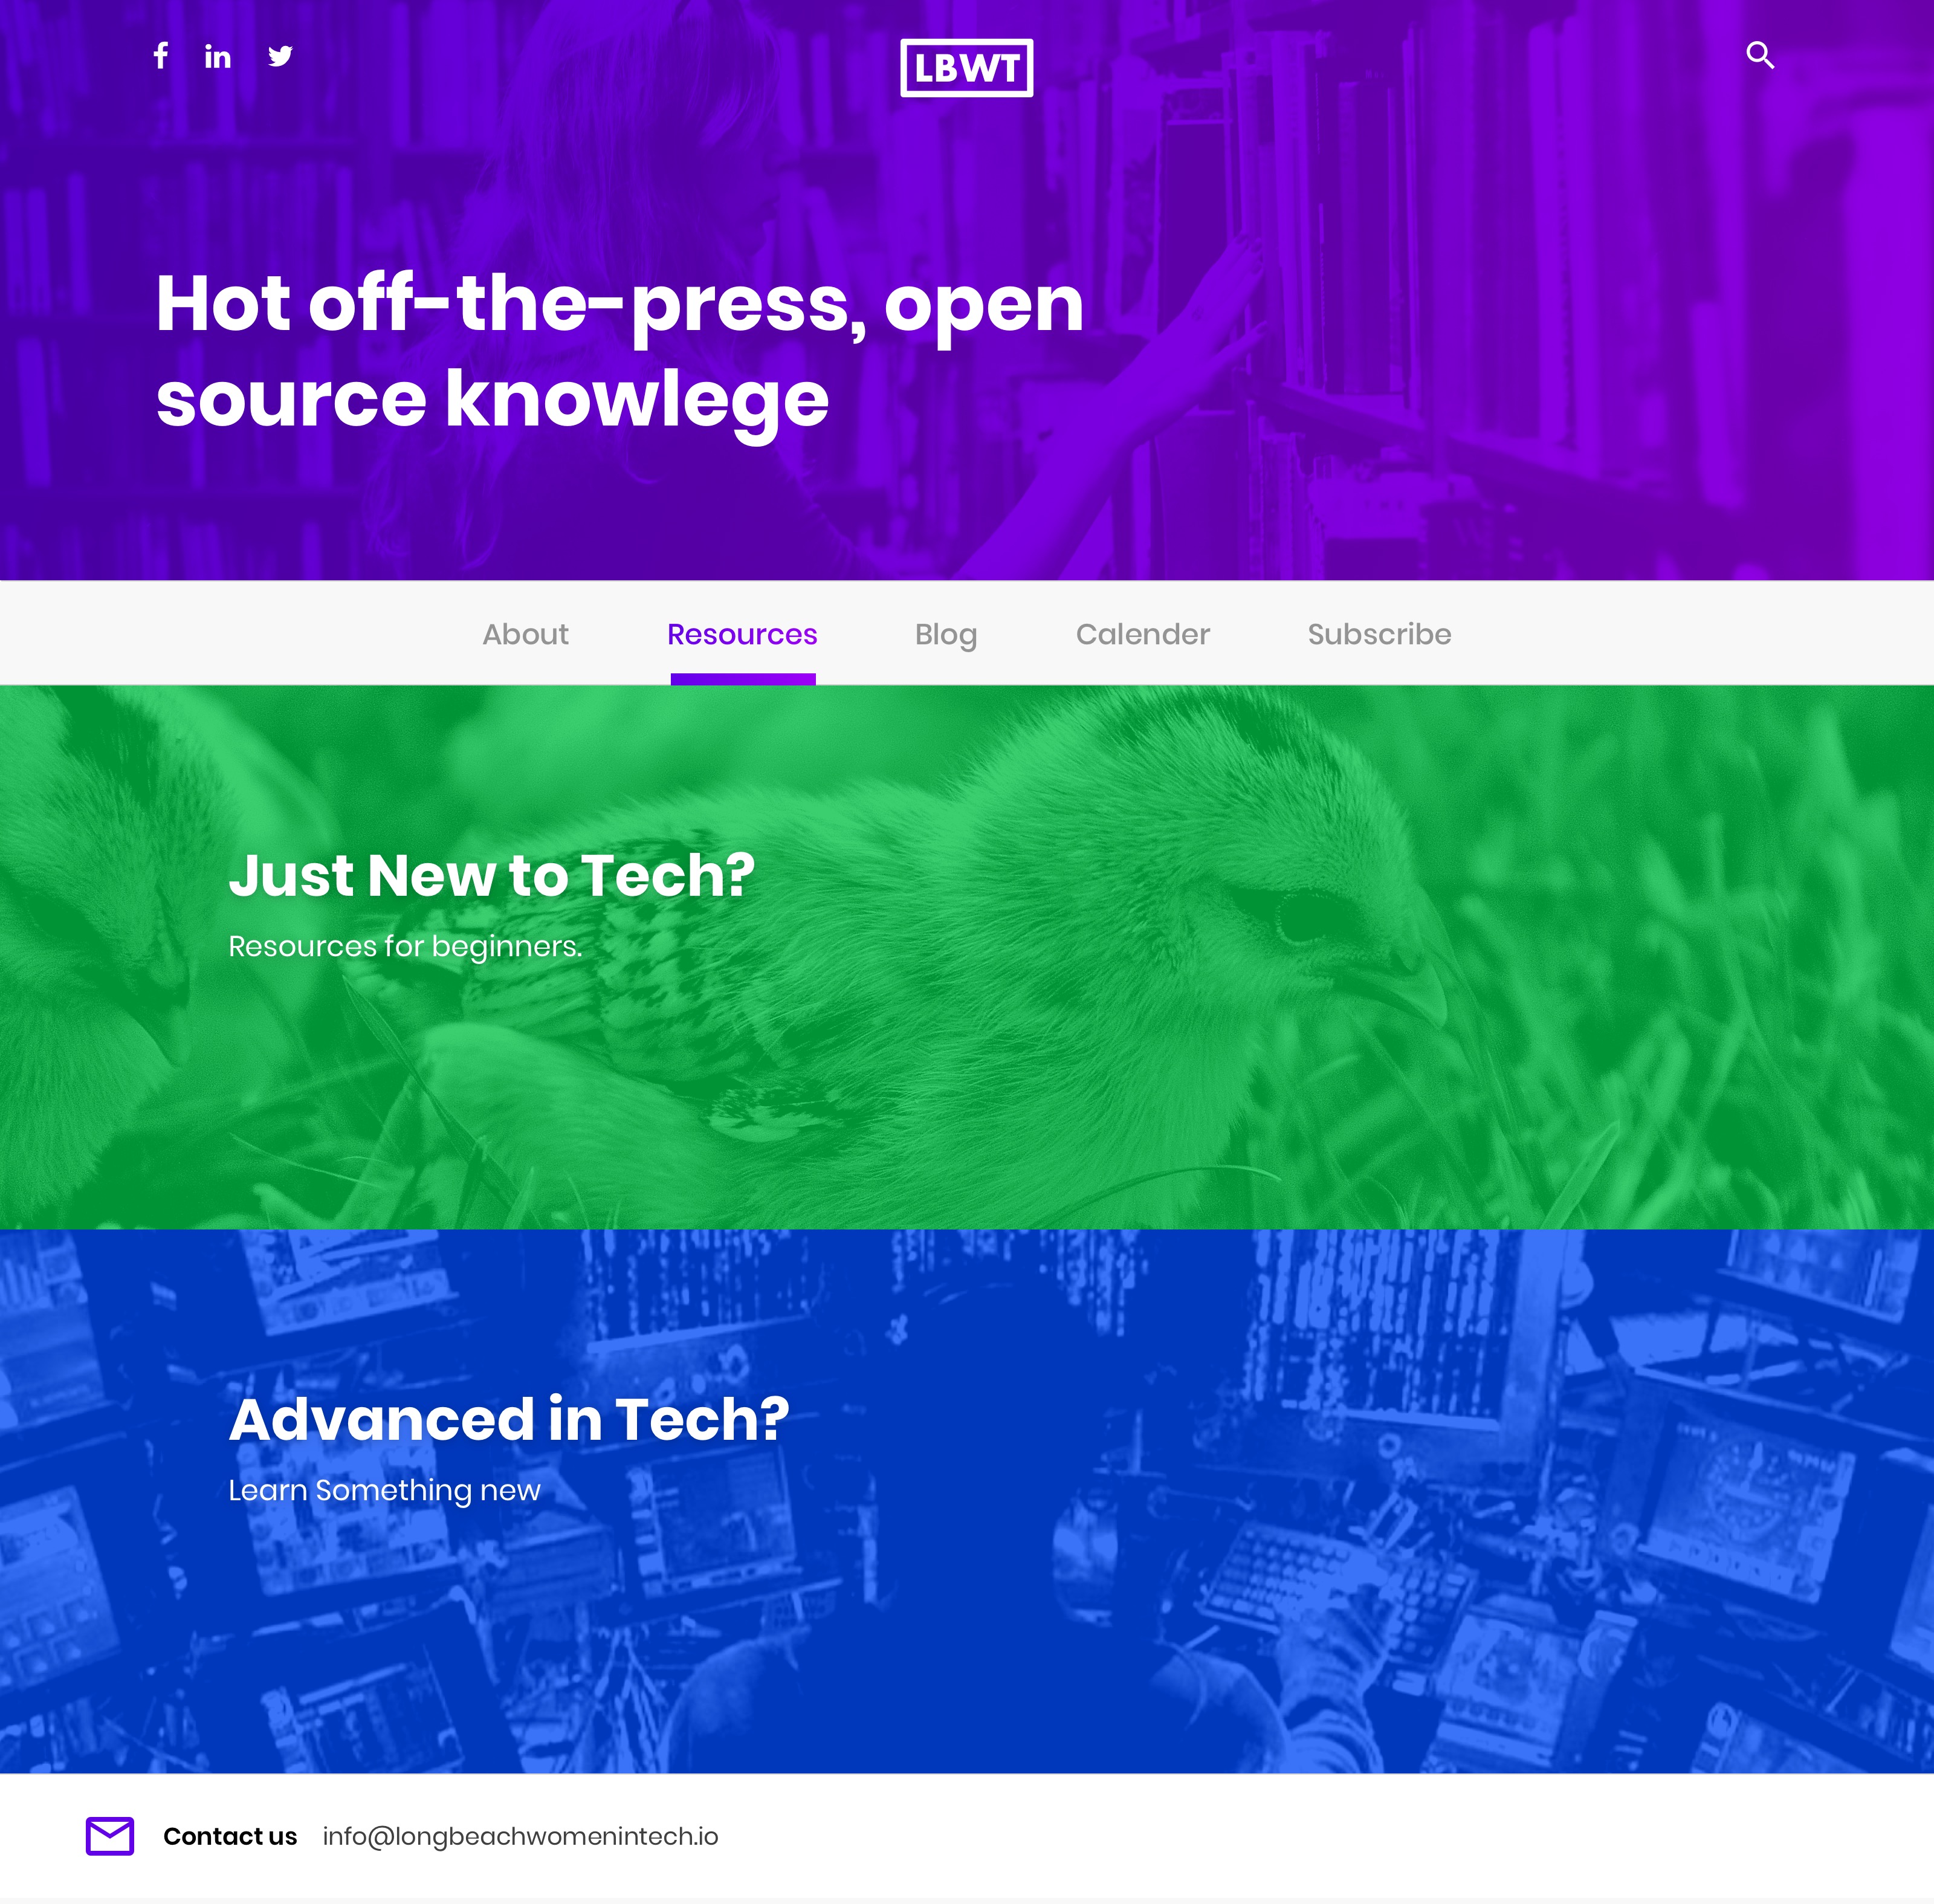 LBWT
Hot off-the-press, open
source knowlege
About Resources Blog Calender Subscribe
Just New to Tech?
Resources for beginners.
Advanced in Tech?
Learn Something new
Contact us info@longbeachwomenintech.io